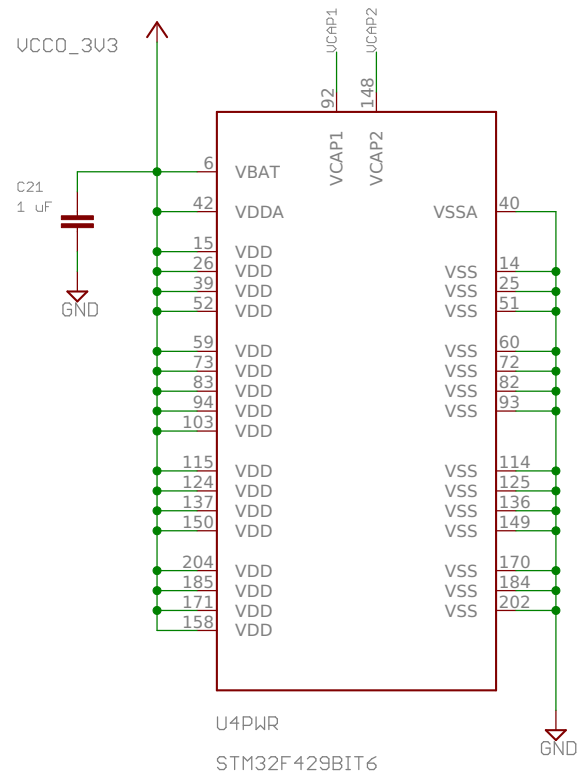 VCAP1
VCAP2
VCCO_3V3
92
148
VCAP1
VCAP2
6 VBAT
C21
1 uF
42 VDDA VSSA 40
15 VDD
26 VDD VSS 14
39 VDD VSS 25
52 VDD VSS 51
GND
59 VDD VSS 60
73 VDD VSS 72
83 VDD VSS 82
94 VDD VSS 93
103 VDD
115 VDD VSS 114
124 VDD VSS 125
137 VDD VSS 136
150 VDD VSS 149
204 VDD VSS 170
185 VDD VSS 184
171 VDD VSS 202
158 VDD
U4PWR
GND
STM32F429BIT6